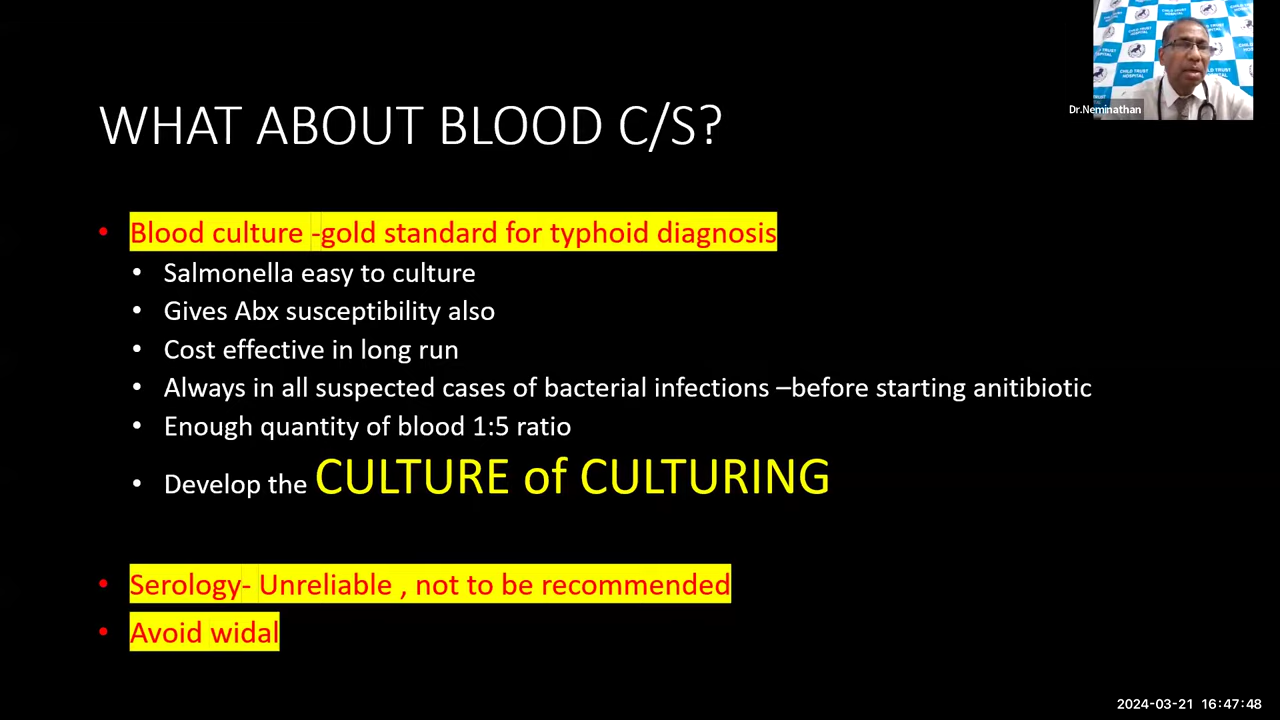 CHILD TRUST
HOSPITAL
Dr.Neminathan
WHAT ABOUT BLOOD C/S?
• Blood culture -gold standard for typhoid diagnosis
• Salmonella easy to culture
• Gives Abx susceptibility also
• Cost effective in long run
• Always in all suspected cases of bacterial infections –before starting anitibiotic
• Enough quantity of blood 1:5 ratio
• Develop the CULTURE of CULTURING
• Serology- Unreliable , not to be recommended
• Avoid widal
2024-03-21 16:47:48